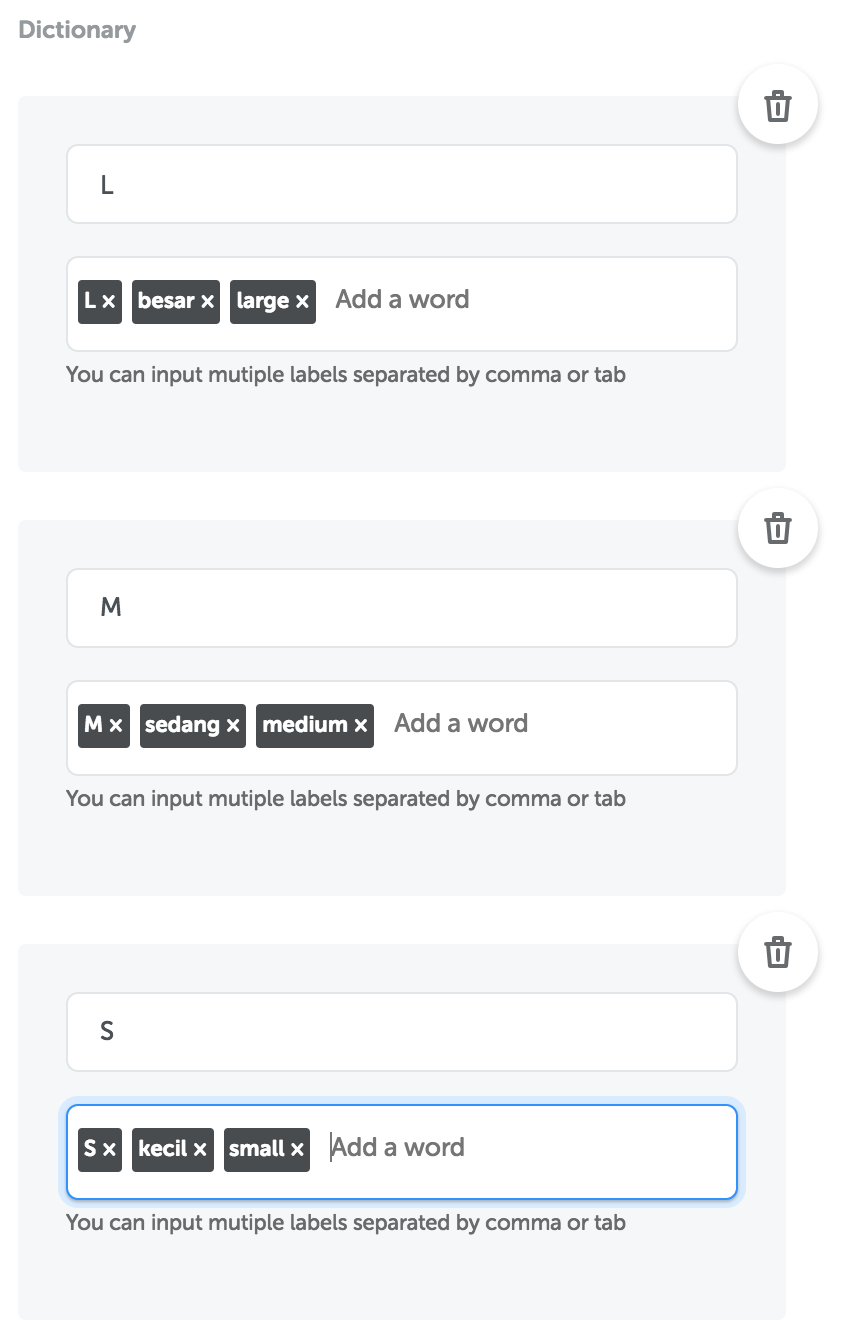 Dictionary
L
L × besar × large × Add a word
You can input mutiple labels separated by comma or tab
M
M × sedang × medium × Add a word
You can input mutiple labels separated by comma or tab
S
S × kecil × small × Add a word
You can input mutiple labels separated by comma or tab